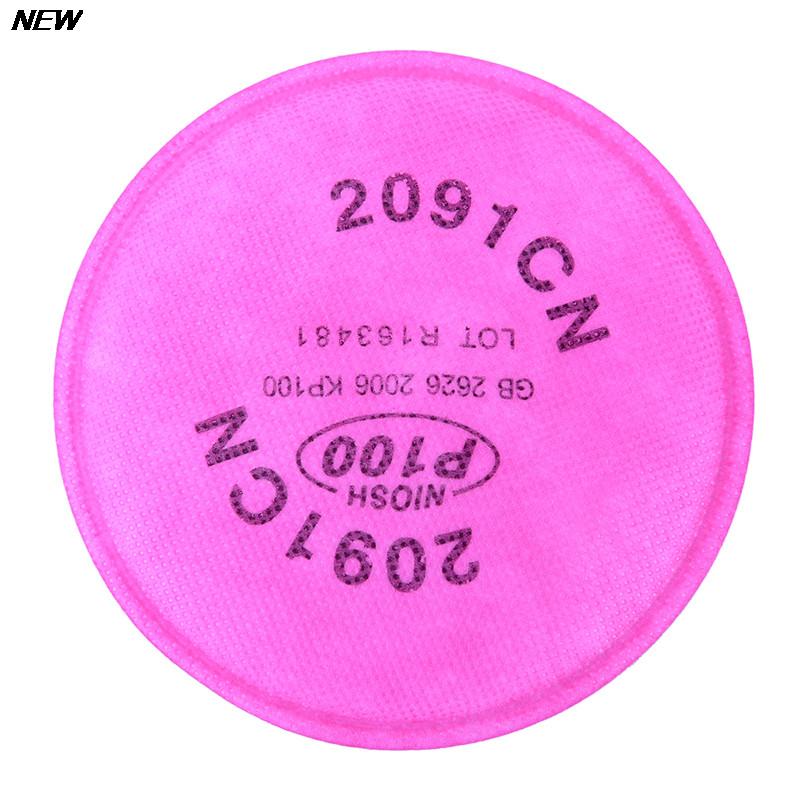 NEW
2091CN
LOT R163481
GB 2626 2006 KP100
P100
NIOSH
2091CN